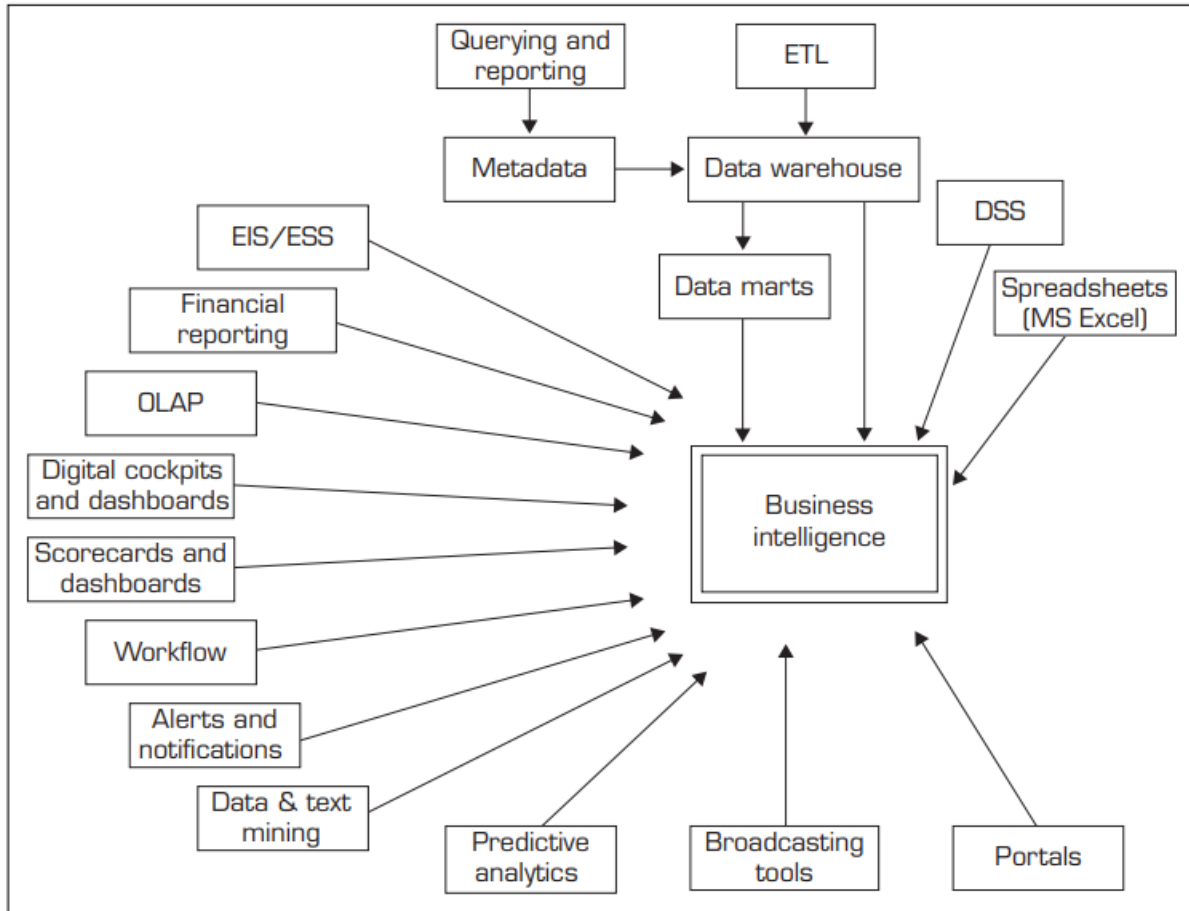 Querying and
reporting
ETL
Metadata
Data warehouse
DSS
EIS/ESS
Data marts
Spreadsheets
(MS Excel)
Financial
reporting
OLAP
Digital cockpits
and dashboards
Business
intelligence
Scorecards and
dashboards
Workflow
Alerts and
notifications
Data & text
mining
Predictive
analytics
Broadcasting
tools
Portals